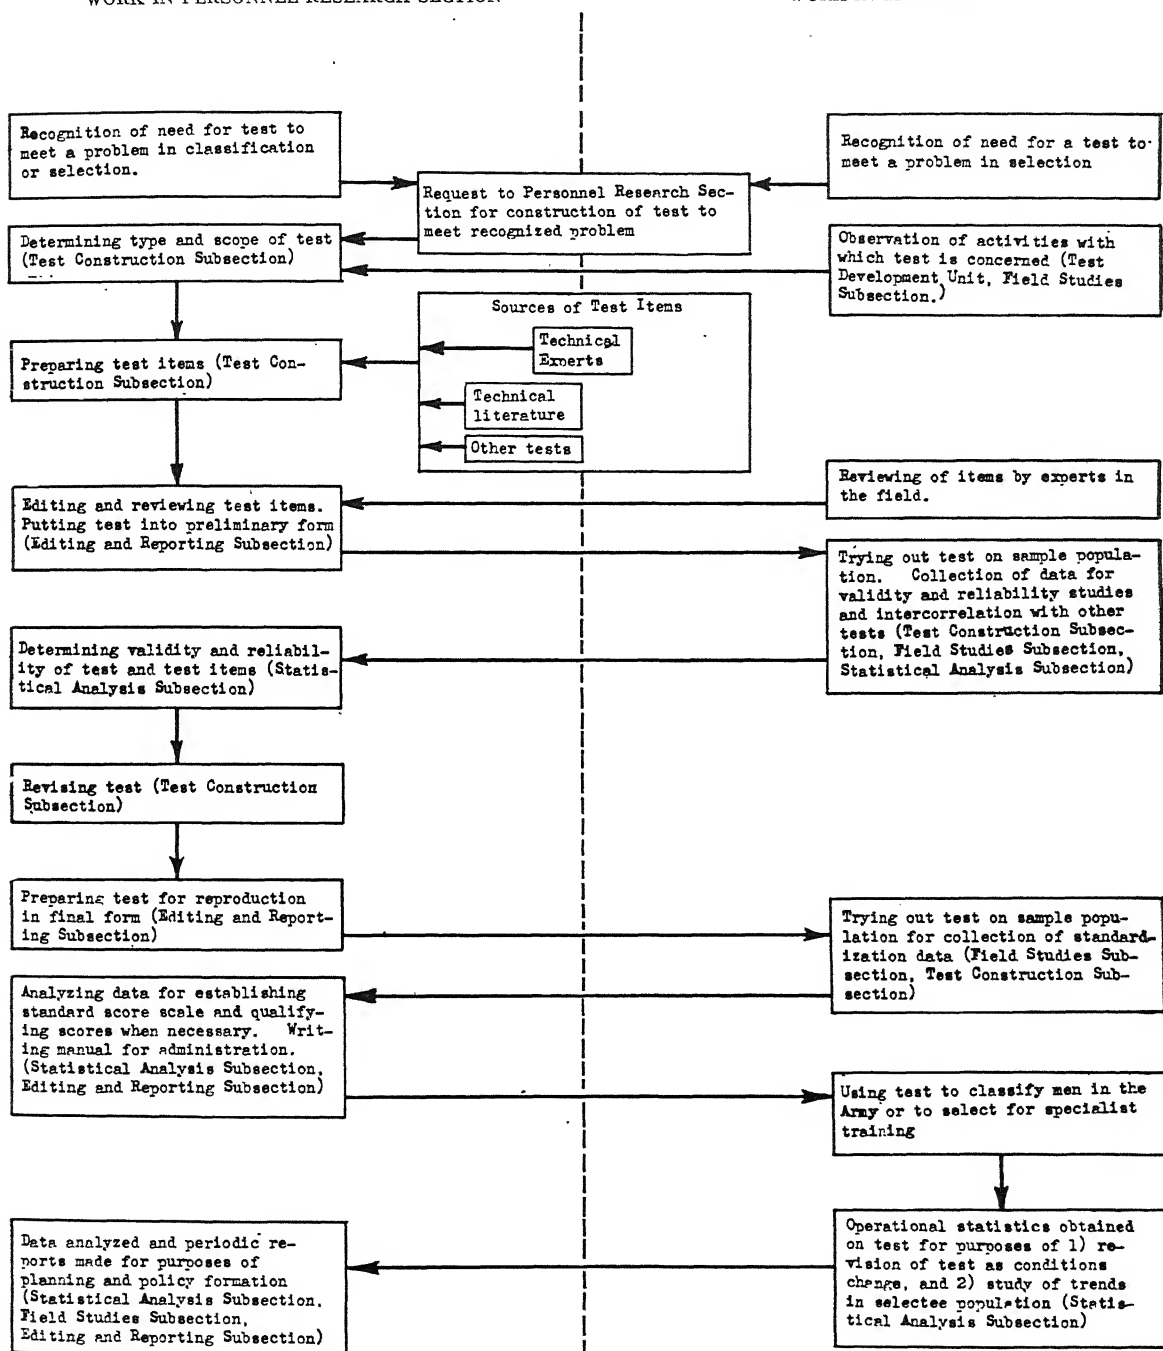 WORK IN PERSONNEL RESEARCH SECTION
Recognition of need for test to
meet a problem in classification
or selection.
Recognition of need for a test to
meet a problem in selection
Request to Personnel Research Sec-
tion for construction of test to
meet recognized problem
Determining type and scope of test
(Test Construction Subsection)
Observation of activities with
which test is concerned (Test
Development Unit, Field Studies
Subsection.)
Sources of Test Items
Technical
Experts
Technical
literature
Other tests
Preparing test items (Test Con-
struction Subsection)
Reviewing of items by experts in
the field.
Editing and reviewing test items.
Putting test into preliminary form
(Editing and Reporting Subsection)
Trying out test on sample popula-
tion. Collection of data for
validity and reliability studies
and intercorrelation with other
tests (Test Construction Subsec-
tion, Field Studies Subsection,
Statistical Analysis Subsection)
Determining validity and reliabil-
ity of test and test items (Statis-
tical Analysis Subsection)
Revising test (Test Construction
Subsection)
Preparing test for reproduction
in final form (Editing and Report-
ing Subsection)
Trying out test on sample popu-
lation for collection of standard-
ization data (Field Studies Sub-
section, Test Construction Sub-
section)
Analyzing data for establishing
standard score scale and qualify-
ing scores when necessary. Writ-
ing manual for administration.
(Statistical Analysis Subsection,
Editing and Reporting Subsection)
Using test to classify men in the
Army or to select for specialist
training
Operational statistics obtained
on test for purposes of 1) re-
vision of test as conditions
change, and 2) study of trends
in selectee population (Statis-
tical Analysis Subsection)
Data analyzed and periodic re-
ports made for purposes of
planning and policy formation
(Statistical Analysis Subsection,
Field Studies Subsection,
Editing and Reporting Subsection)